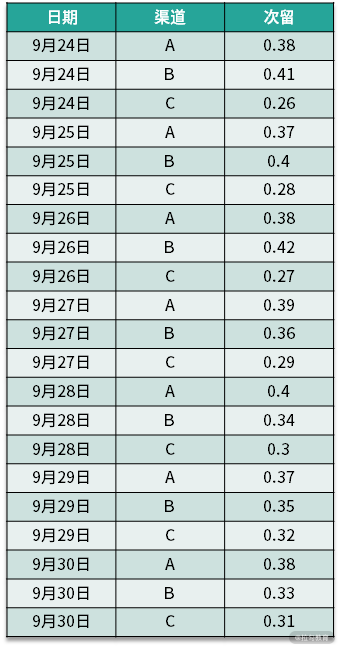 日期 渠道 次留
9月24日 A 0.38
9月24日 B 0.41
9月24日 C 0.26
9月25日 A 0.37
9月25日 B 0.4
9月25日 C 0.28
9月26日 A 0.38
9月26日 B 0.42
9月26日 C 0.27
9月27日 A 0.39
9月27日 B 0.36
9月27日 C 0.29
9月28日 A 0.4
9月28日 B 0.34
9月28日 C 0.3
9月29日 A 0.37
9月29日 B 0.35
9月29日 C 0.32
9月30日 A 0.38
9月30日 B 0.33
9月30日 C 0.31
@拉勾教育